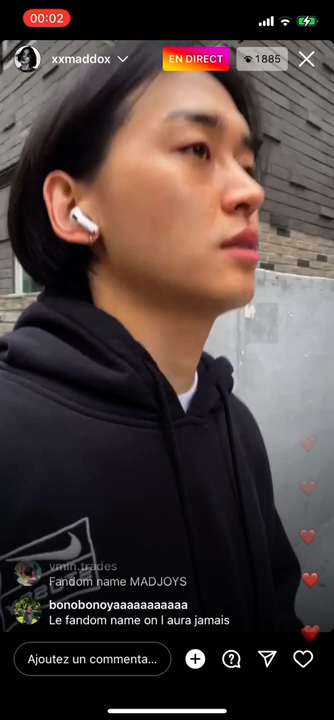 00:02
xxmaddox
EN DIRECT
1885
vmin.trades
Fandom name MADJOYS
bonobonoyaaaaaaaaaaa
Le fandom name on l aura jamais
Ajoutez un commenta...